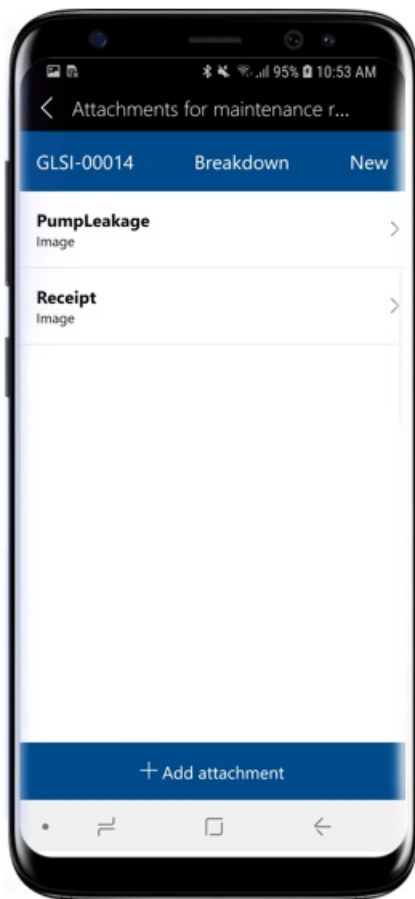 95% 10:53 AM
Attachments for maintenance r...
GLSI-00014 Breakdown New
PumpLeakage
Image
Receipt
Image
+ Add attachment